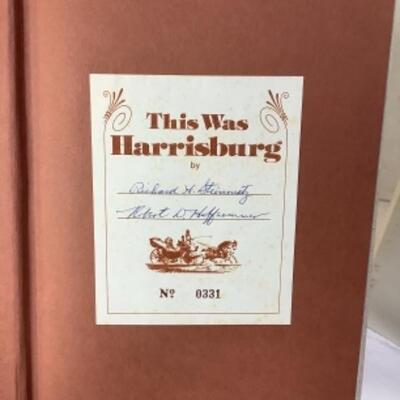 This Was
Harrisburg
by
Richard H. Steinmetz
Robert D. Hoffsommer
Nº 0331